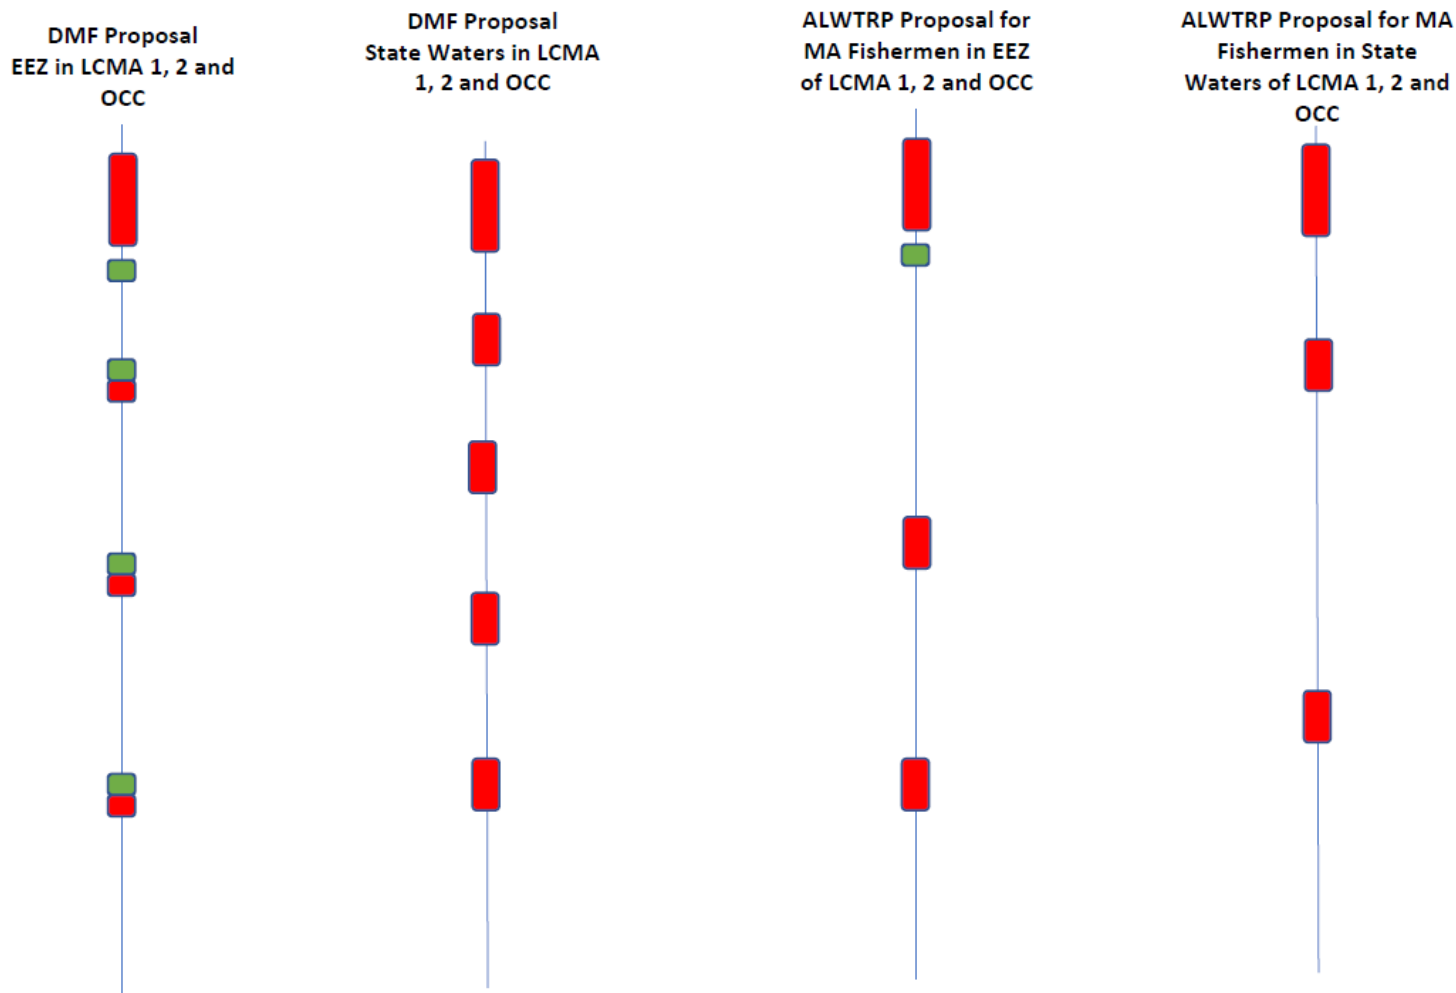 DMF Proposal
EEZ in LCMA 1, 2 and
OCC
DMF Proposal
State Waters in LCMA
1, 2 and OCC
ALWTRP Proposal for
MA Fishermen in EEZ
of LCMA 1, 2 and OCC
ALWTRP Proposal for MA
Fishermen in State
Waters of LCMA 1, 2 and
OCC